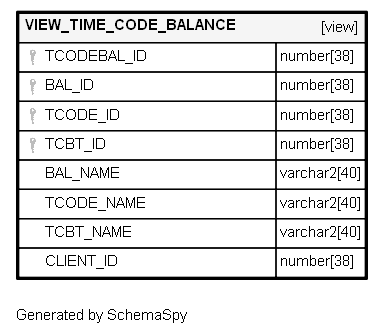 VIEW_TIME_CODE_BALANCE [view]
TCODEBAL_ID number[38]
BAL_ID number[38]
TCODE_ID number[38]
TCBT_ID number[38]
BAL_NAME varchar2[40]
TCODE_NAME varchar2[40]
TCBT_NAME varchar2[40]
CLIENT_ID number[38]
Generated by SchemaSpy